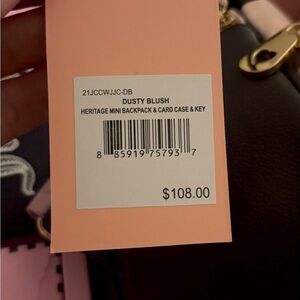 21JCCWJJC-DB
DUSTY BLUSH
HERITAGE MINI BACKPACK & CARD CASE & KEY
8 85919 75793 7
$108.00